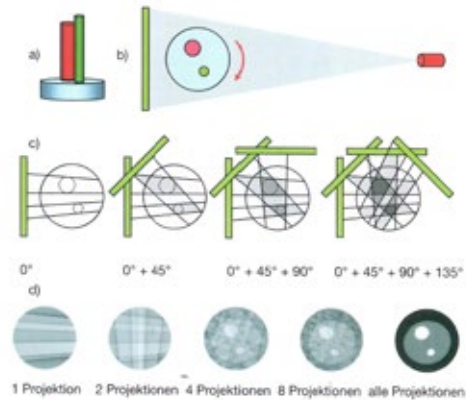 a)
b)
c)
0°
0° + 45°
0° + 45° + 90°
0° + 45° + 90° + 135°
d)
1 Projektion
2 Projektionen
4 Projektionen
8 Projektionen
alle Projektionen